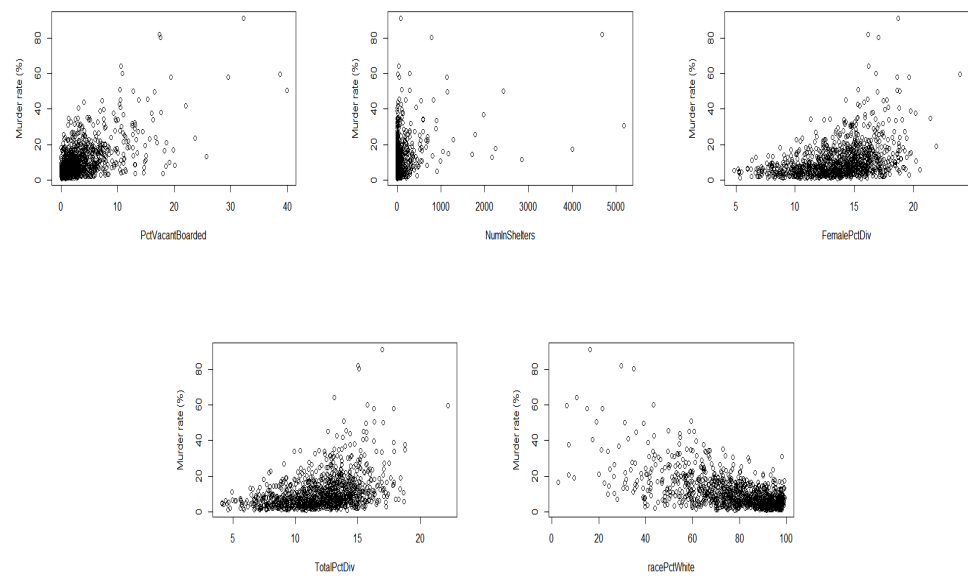 Murder rate (%)
0 20 40 60 80
0 10 20 30 40
PctVacantBoarded
Murder rate (%)
0 20 40 60 80
0 1000 2000 3000 4000 5000
NumInShelters
Murder rate (%)
0 20 40 60 80
5 10 15 20
FemalePctDiv
Murder rate (%)
0 20 40 60 80
5 10 15 20
TotalPctDiv
Murder rate (%)
0 20 40 60 80
0 20 40 60 80 100
racePctWhite